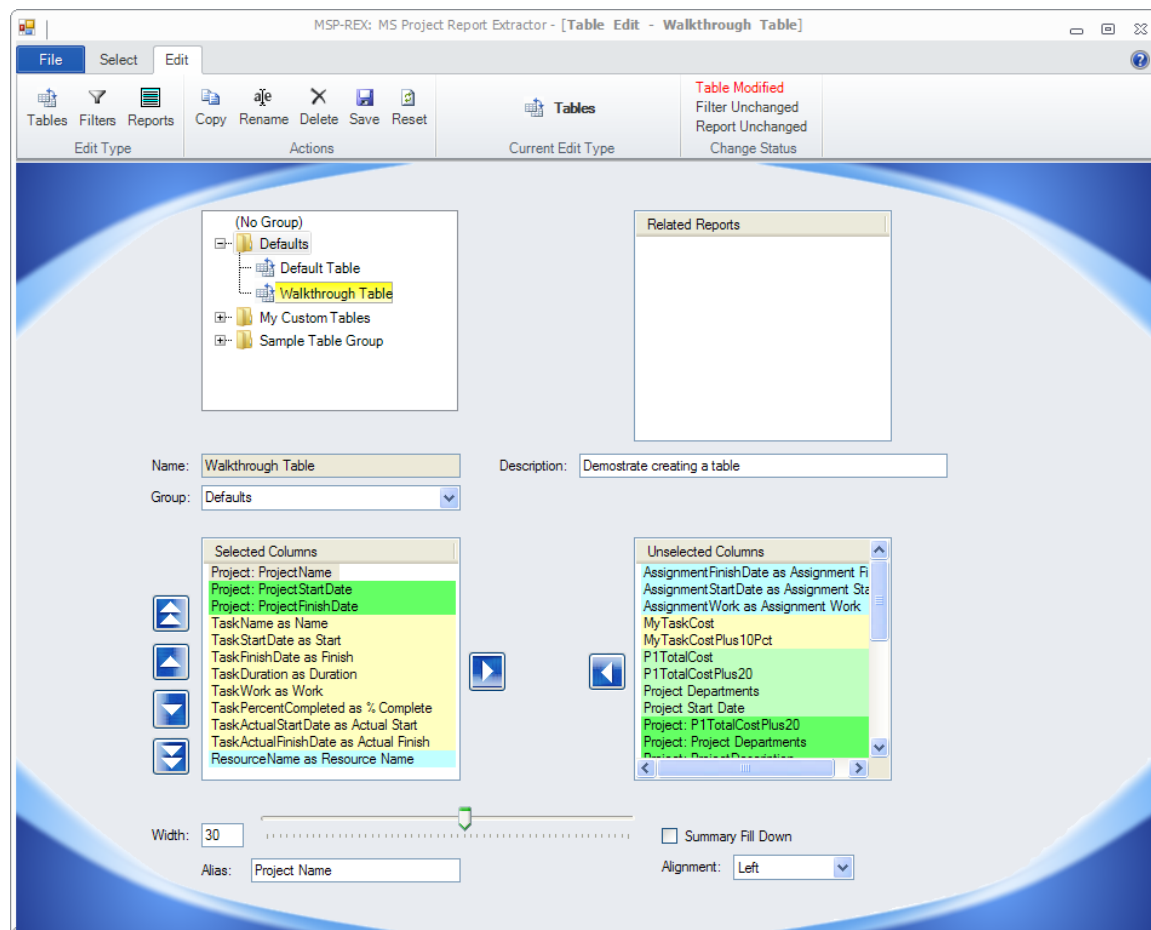 MSP-REX: MS Project Report Extractor - [Table Edit - Walkthrough Table]
File Select Edit
Tables Filters Reports Copy Rename Delete Save Reset
Edit Type Actions
Tables
Current Edit Type
Table Modified
Filter Unchanged
Report Unchanged
Change Status
(No Group)
Defaults
Default Table
Walkthrough Table
My Custom Tables
Sample Table Group
Related Reports
Name: Walkthrough Table
Description: Demostrate creating a table
Group: Defaults
Selected Columns
Project: ProjectName
Project: ProjectStartDate
Project: ProjectFinishDate
TaskName as Name
TaskStartDate as Start
TaskFinishDate as Finish
TaskDuration as Duration
TaskWork as Work
TaskPercentCompleted as % Complete
TaskActualStartDate as Actual Start
TaskActualFinishDate as Actual Finish
ResourceName as Resource Name
Unselected Columns
AssignmentFinishDate as Assignment Fi
AssignmentStartDate as Assignment Sta
AssignmentWork as Assignment Work
MyTaskCost
MyTaskCostPlus10Pct
P1TotalCost
P1TotalCostPlus20
Project Departments
Project Start Date
Project: P1TotalCostPlus20
Project: Project Departments
Project: ProjectDescription
Width: 30
Summary Fill Down
Alias: Project Name
Alignment: Left